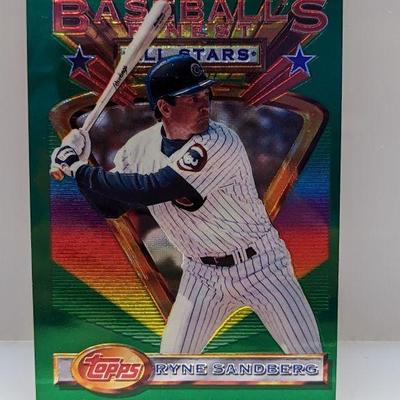 BASEBALL'S
FINEST
ALL STARS
Topps RYNE SANDBERG